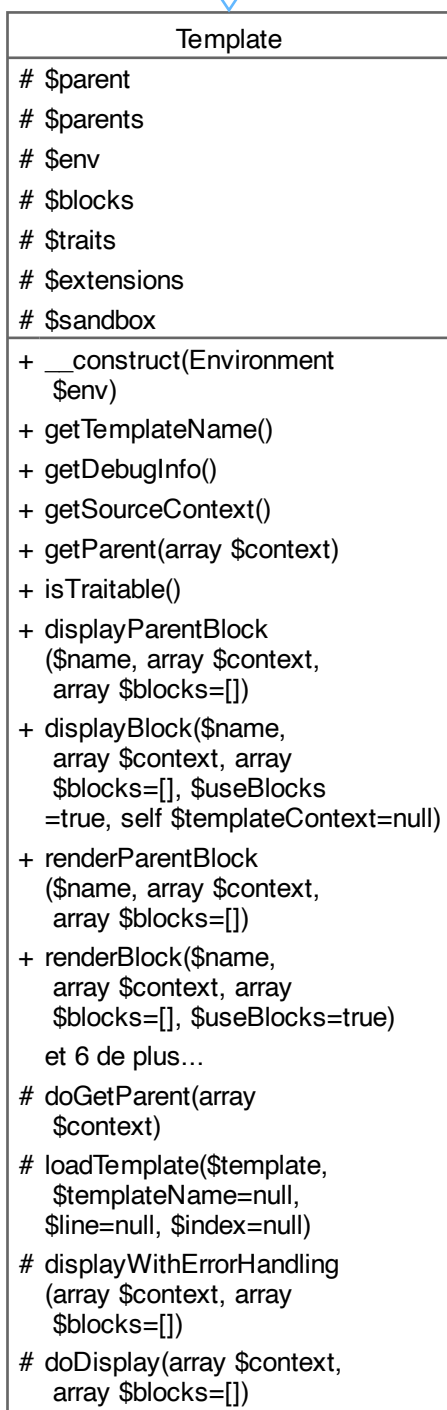 Template
# $parent
# $parents
# $env
# $blocks
# $traits
# $extensions
# $sandbox
+ __construct(Environment
$env)
+ getTemplateName()
+ getDebugInfo()
+ getSourceContext()
+ getParent(array $context)
+ isTraitable()
+ displayParentBlock
($name, array $context,
array $blocks=[])
+ displayBlock($name,
array $context, array
$blocks=[], $useBlocks
=true, self $templateContext=null)
+ renderParentBlock
($name, array $context,
array $blocks=[])
+ renderBlock($name,
array $context, array
$blocks=[], $useBlocks=true)
et 6 de plus...
# doGetParent(array
$context)
# loadTemplate($template,
$templateName=null,
$line=null, $index=null)
# displayWithErrorHandling
(array $context, array
$blocks=[])
# doDisplay(array $context,
array $blocks=[])